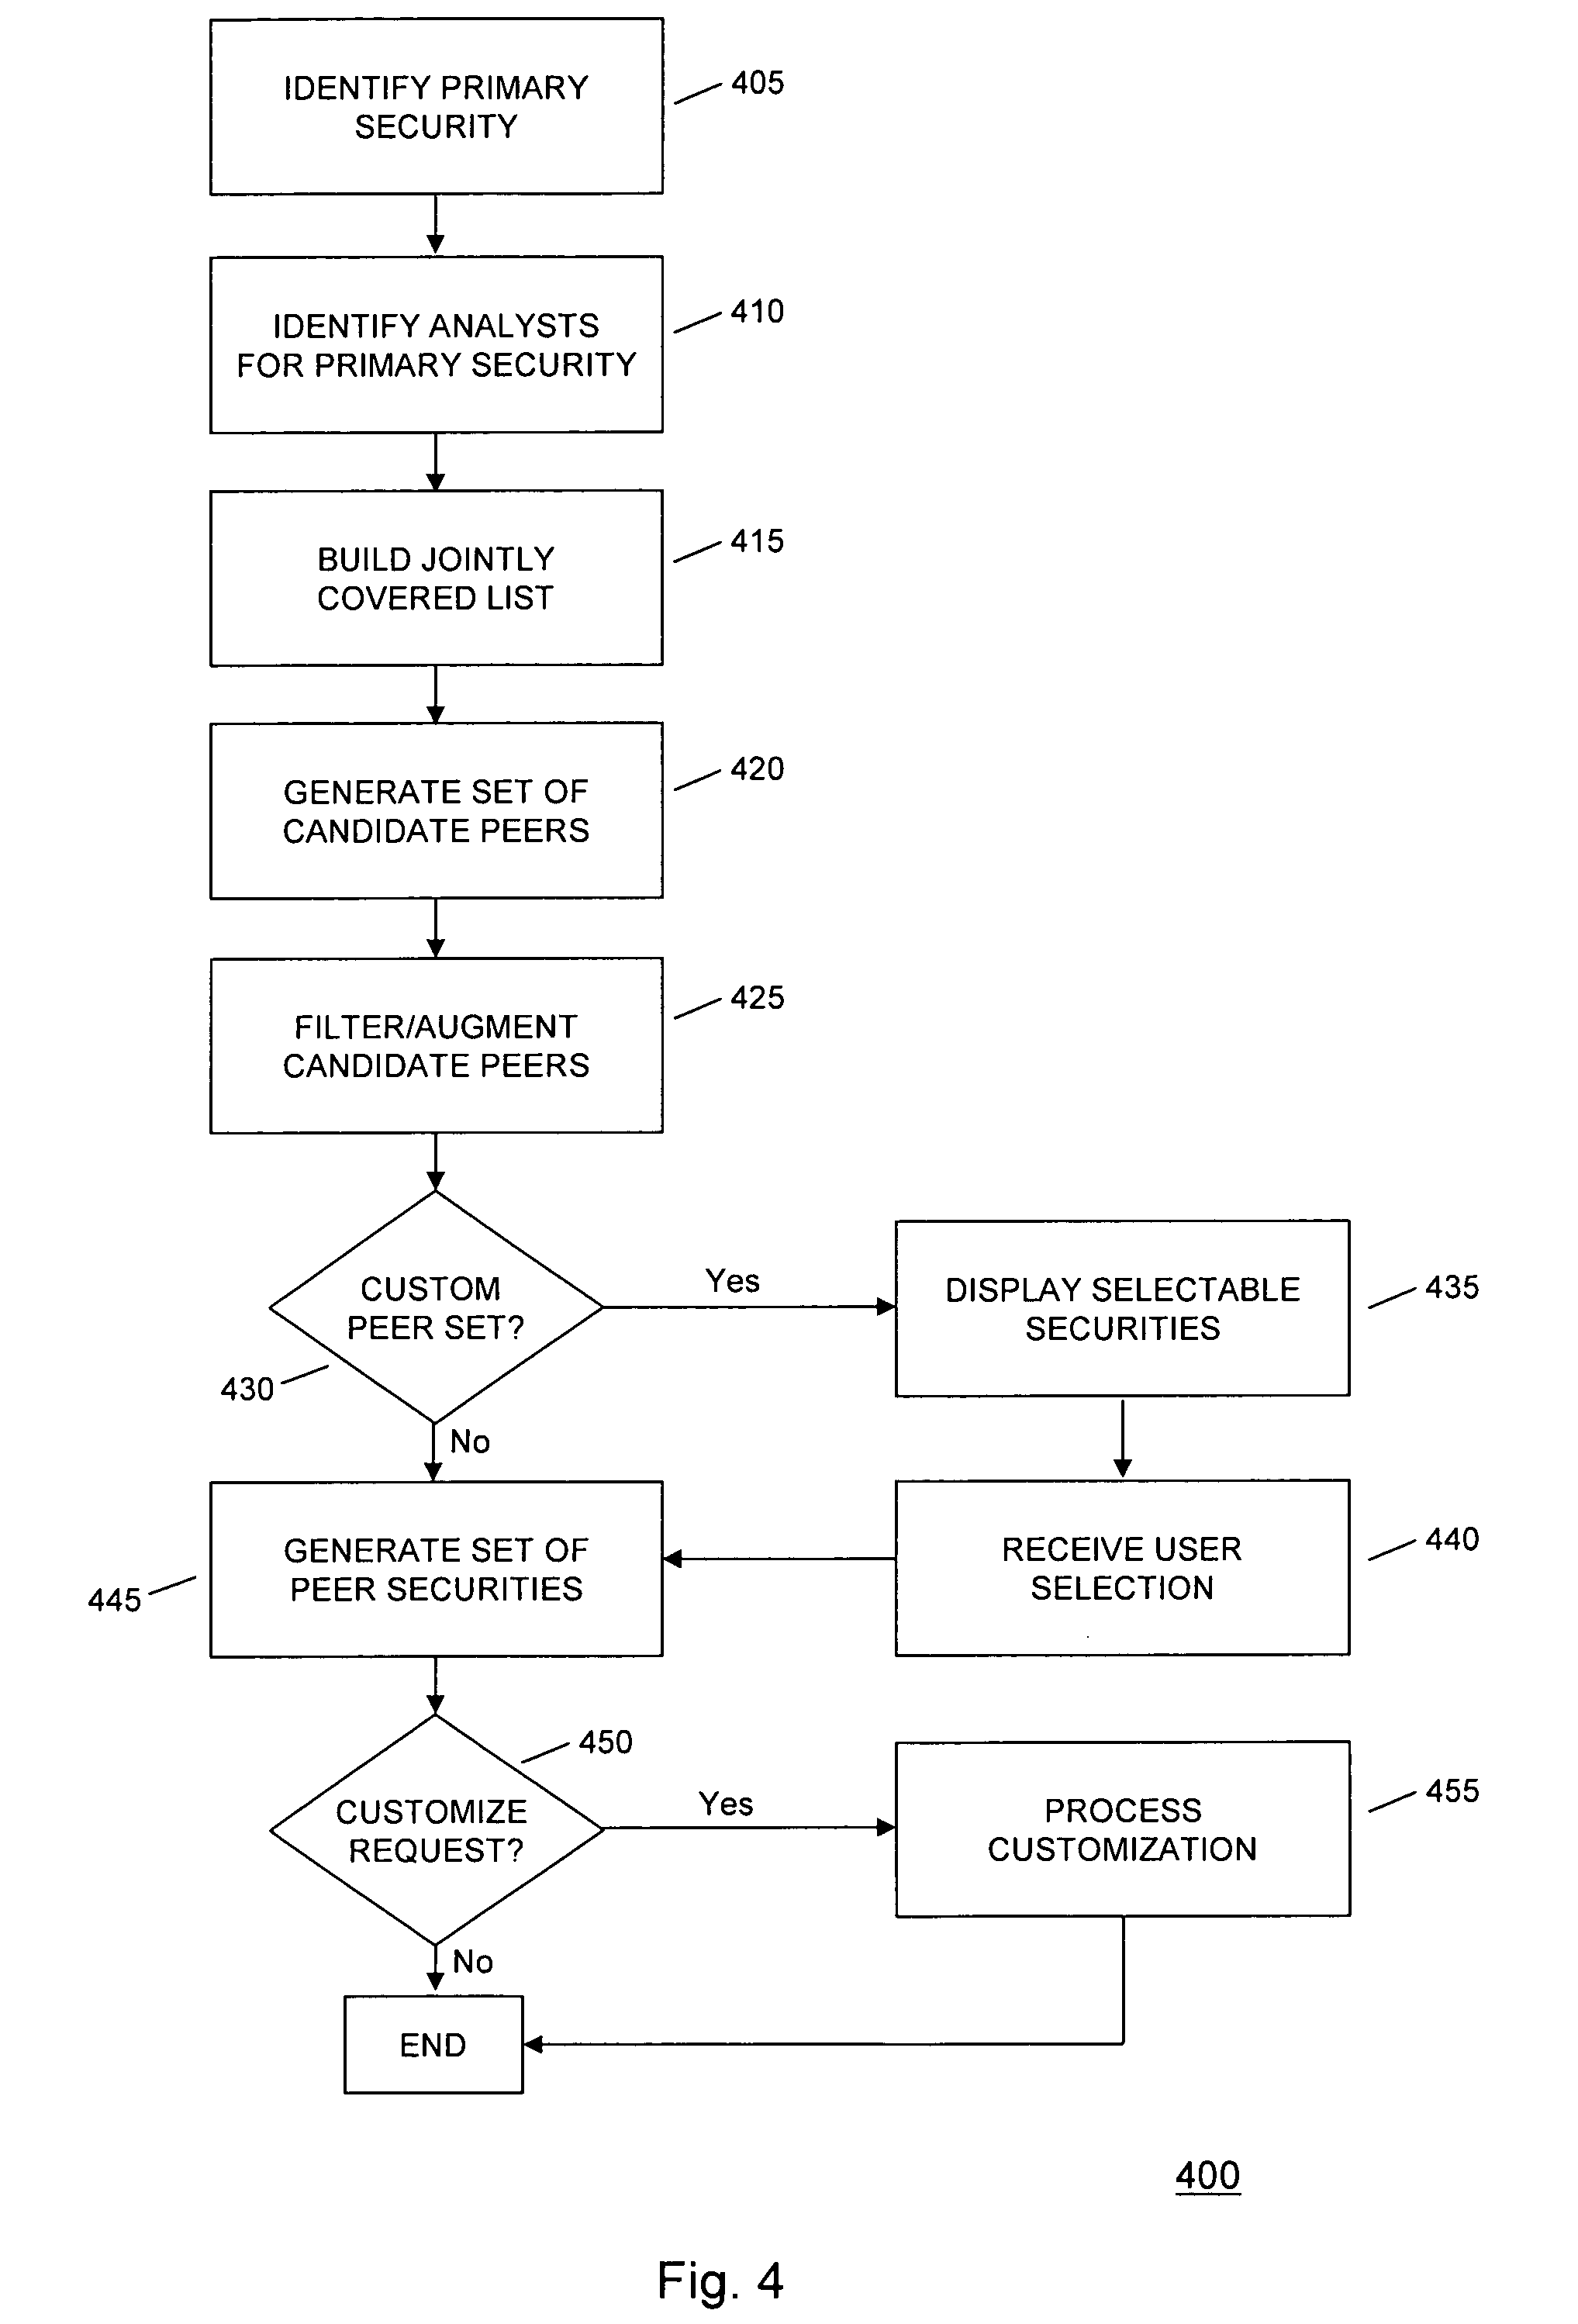 IDENTIFY PRIMARY
SECURITY
405
IDENTIFY ANALYSTS
FOR PRIMARY SECURITY
410
BUILD JOINTLY
COVERED LIST
415
GENERATE SET OF
CANDIDATE PEERS
420
FILTER/AUGMENT
CANDIDATE PEERS
425
CUSTOM
PEER SET?
430
Yes
DISPLAY SELECTABLE
SECURITIES
435
No
GENERATE SET OF
PEER SECURITIES
445
RECEIVE USER
SELECTION
440
CUSTOMIZE
REQUEST?
450
Yes
PROCESS
CUSTOMIZATION
455
No
END
400
Fig. 4